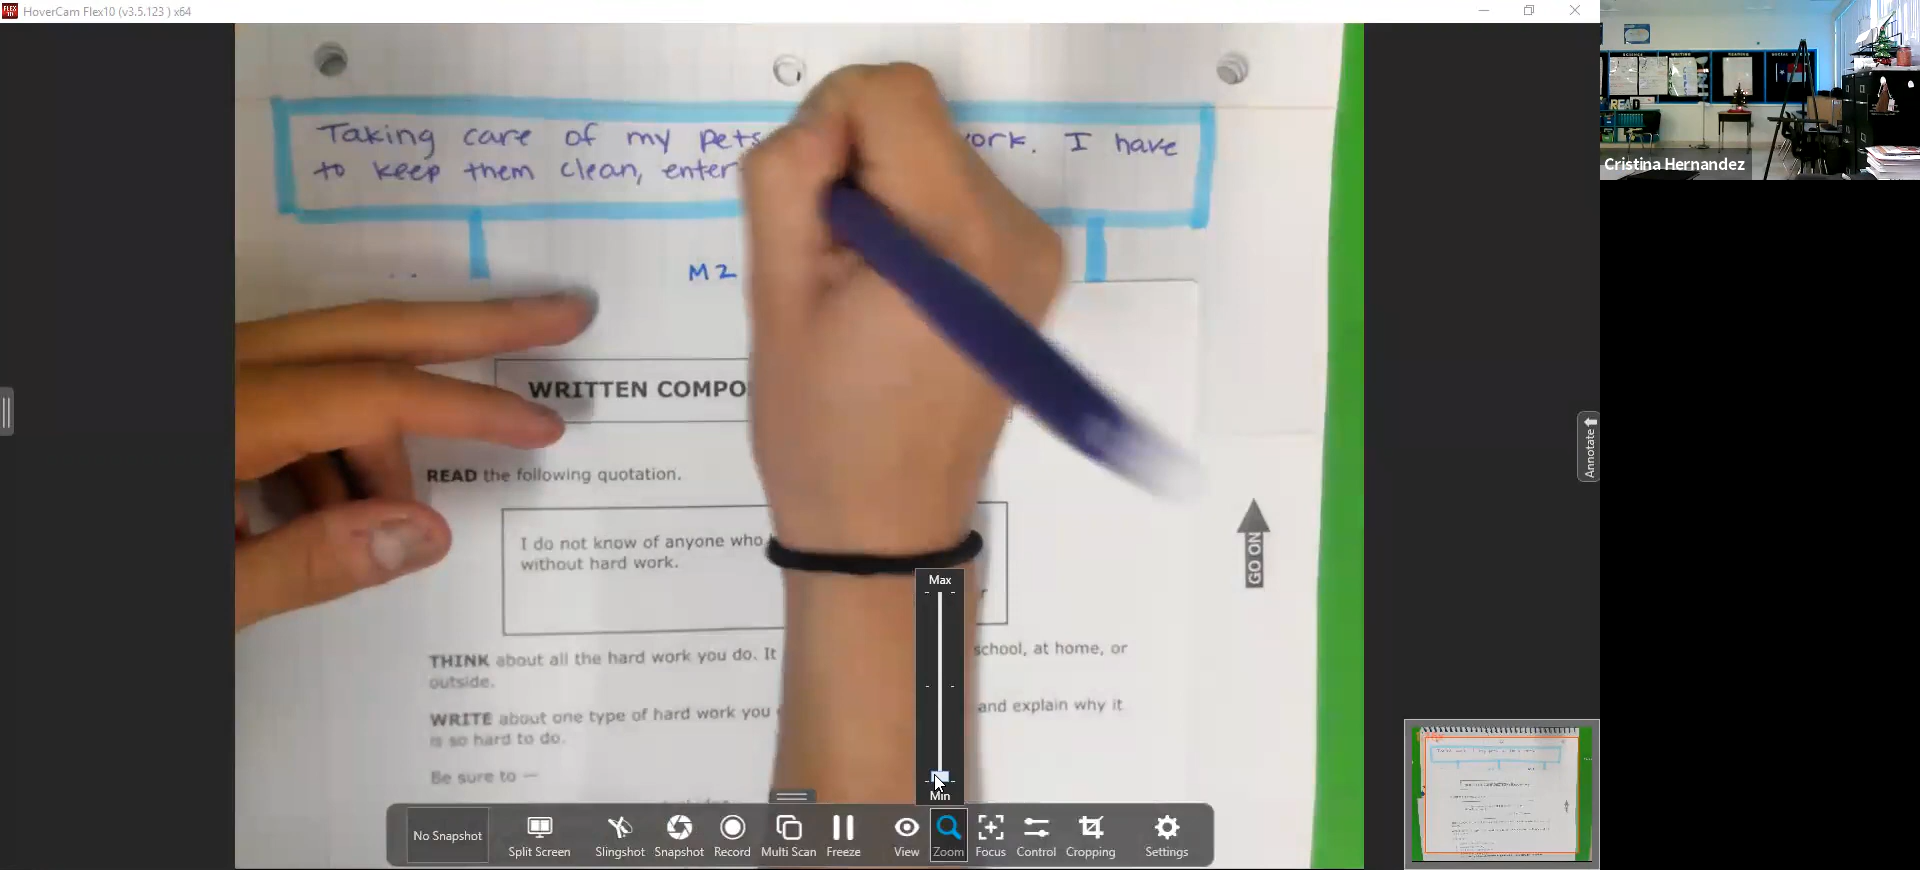 HoverCam Flex10 (v3.5.123 ) x64
Taking care of my pets ork. I have
to keep them clean, enter
M2
WRITTEN COMPO
READ the following quotation.
I do not know of anyone who
without hard work.
r
THINK about all the hard work you do. It school, at home, or
outside.
WRITE about one type of hard work you and explain why it
is so hard to do.
Be sure to —
GO ON
Max
Min
No Snapshot
Split Screen
Slingshot
Snapshot
Record
Multi Scan
Freeze
View
Zoom
Focus
Control
Cropping
Settings
Annotate
SCIENCE WRITING READING
READ
Cristina Hernandez